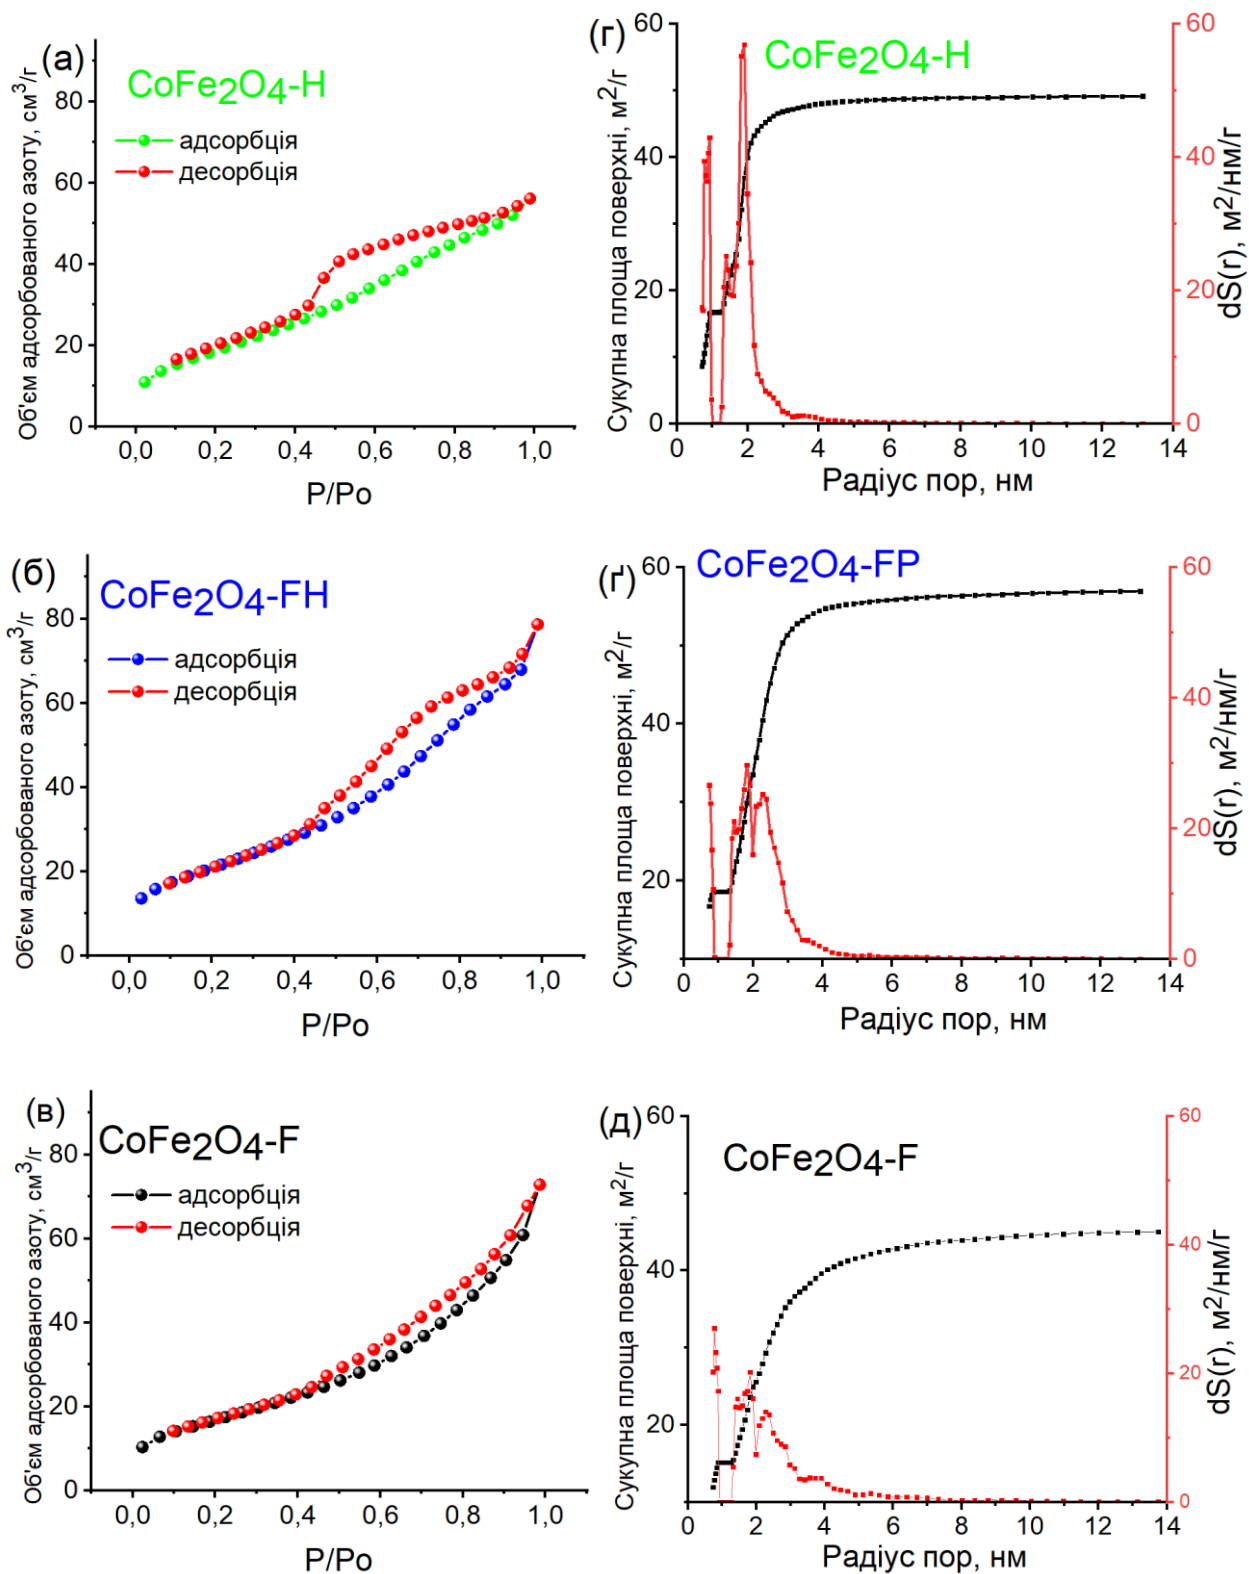 (а)
CoFe2O4-H
адсорбція
десорбція
Об'єм адсорбованого азоту, см³/г
80
60
40
20
0
0,0 0,2 0,4 0,6 0,8 1,0
P/Po
(г)
CoFe2O4-H
Сукупна площа поверхні, м²/г
60
40
20
0
60
40
20
0
dS(r), м²/нм/г
0 2 4 6 8 10 12 14
Радіус пор, нм
(б)
CoFe2O4-FH
адсорбція
десорбція
Об'єм адсорбованого азоту, см³/г
80
60
40
20
0
0,0 0,2 0,4 0,6 0,8 1,0
P/Po
(ґ)
CoFe2O4-FP
Сукупна площа поверхні, м²/г
60
40
20
60
40
20
0
dS(r), м²/нм/г
0 2 4 6 8 10 12 14
Радіус пор, нм
(в)
CoFe2O4-F
адсорбція
десорбція
Об'єм адсорбованого азоту, см³/г
80
60
40
20
0
0,0 0,2 0,4 0,6 0,8 1,0
P/Po
(д)
CoFe2O4-F
Сукупна площа поверхні, м²/г
60
40
20
60
40
20
0
dS(r), м²/нм/г
0 2 4 6 8 10 12 14
Радіус пор, нм